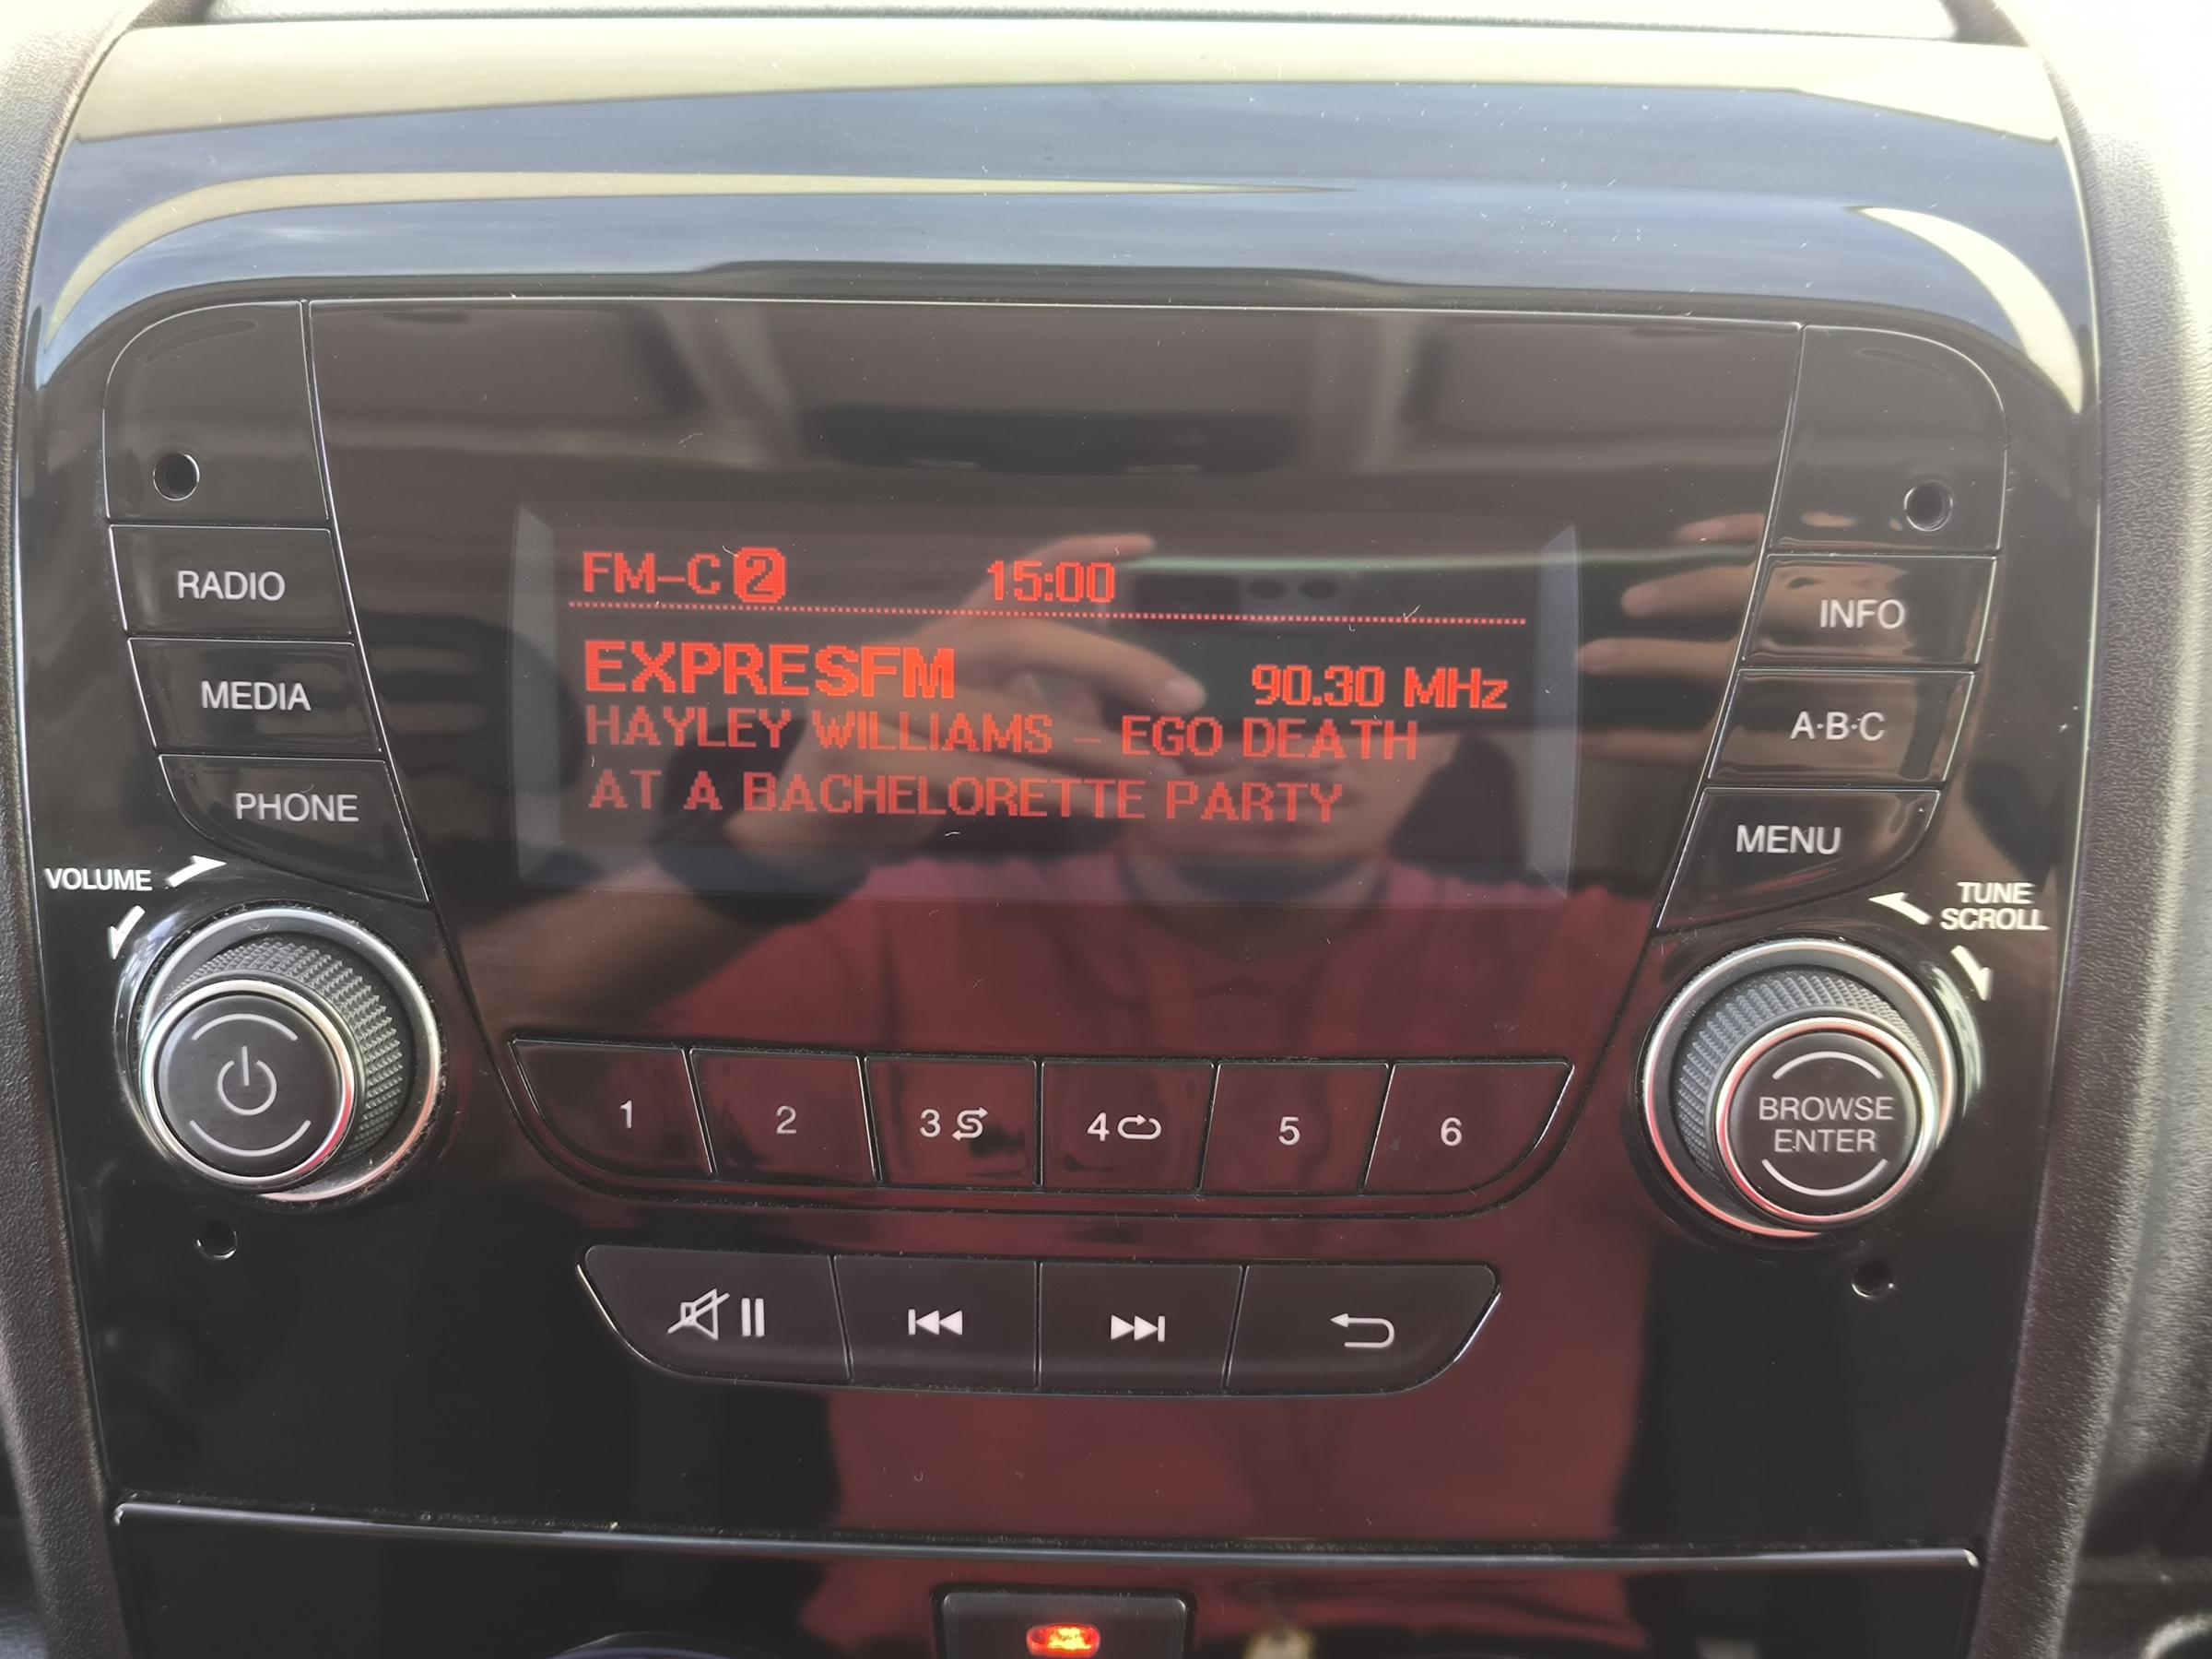 FM-C 2 15:00
EXPRESFM 90.30 MHz
HAYLEY WILLIAMS - EGO DEATH
AT A BACHELORETTE PARTY
RADIO
MEDIA
PHONE
VOLUME
INFO
A·B·C
MENU
TUNE
SCROLL
BROWSE
ENTER
1 2 3 4 5 6